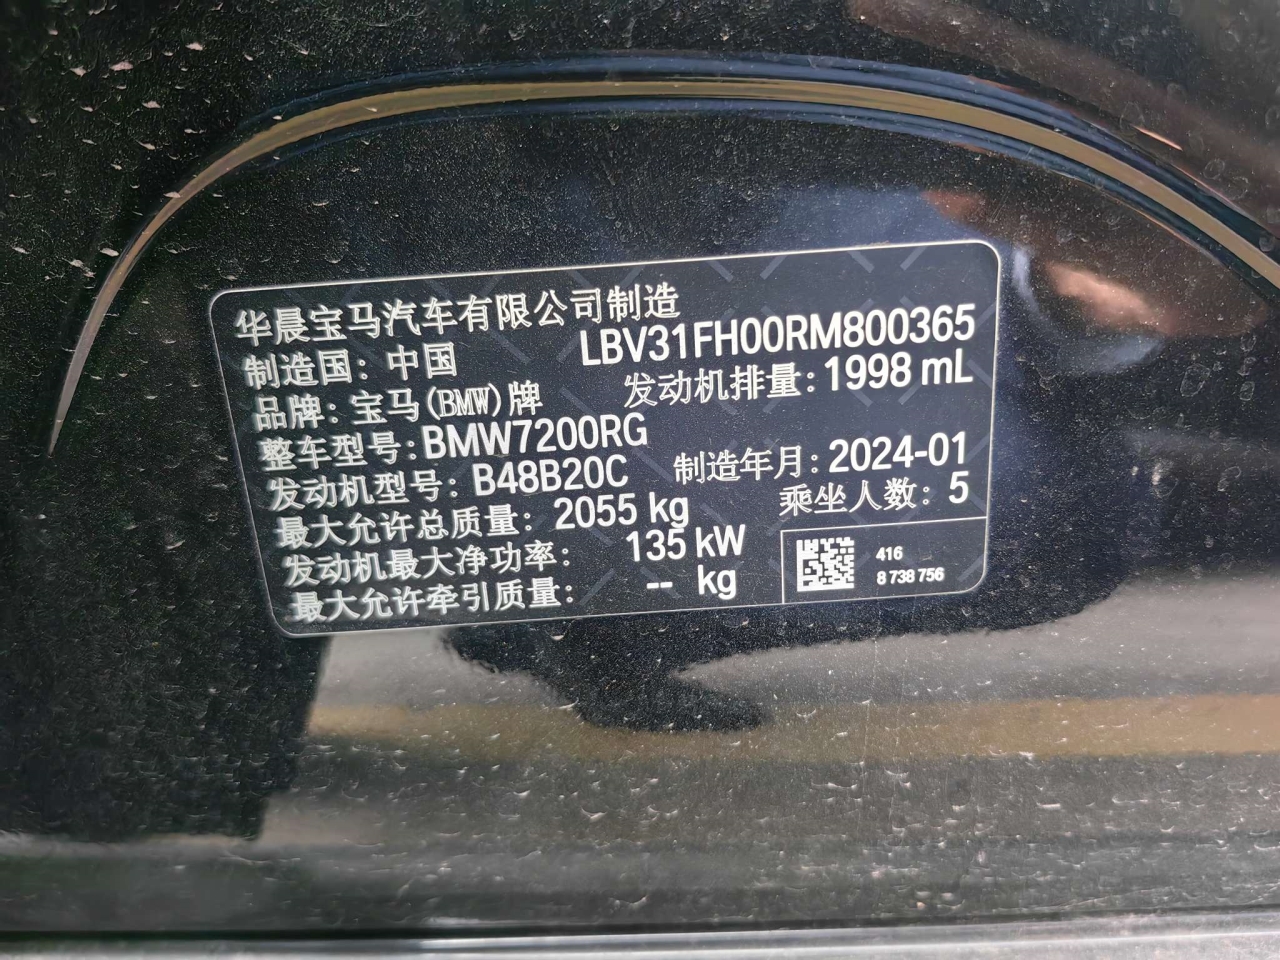 华晨宝马汽车有限公司制造
制造国：中国 LBV31FH00RM800365
品牌：宝马(BMW)牌 发动机排量：1998 mL
整车型号：BMW7200RG
发动机型号：B48B20C 制造年月：2024-01
最大允许总质量：2055 kg 乘坐人数：5
发动机最大净功率：135 kW
最大允许牵引质量：-- kg
416
8 738 756